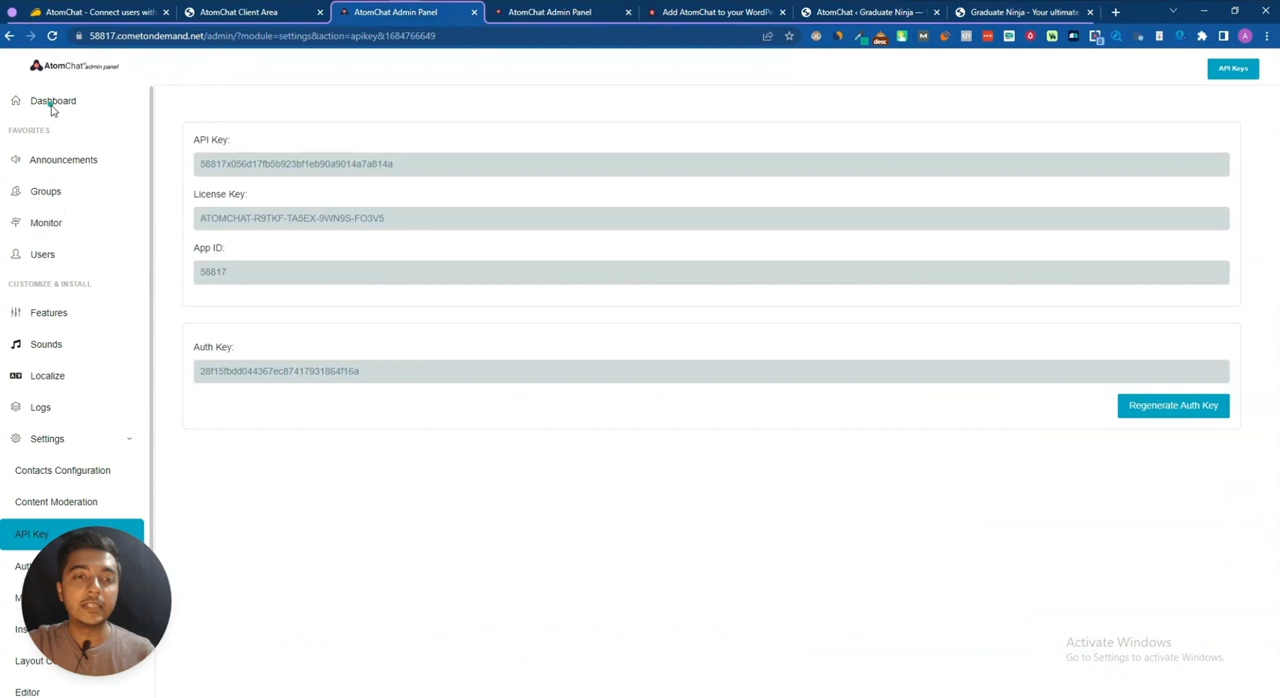 AtomChat - Connect users with
AtomChat Client Area
AtomChat Admin Panel
AtomChat Admin Panel
Add AtomChat to your WordPr
AtomChat ‹ Graduate Ninja —
Graduate Ninja - Your ultimate
58817.cometondemand.net/admin/?module=settings&action=apikey&1684766649
AtomChat admin panel
API Keys
Dashboard
FAVORITES
Announcements
Groups
Monitor
Users
CUSTOMIZE & INSTALL
Features
Sounds
Localize
Logs
Settings
Contacts Configuration
Content Moderation
API Key
Aut
M
Ins
Layout C
Editor
API Key:
58817x056d17fb5b923bf1eb90a9014a7a814a
License Key:
ATOMCHAT-R9TKF-TA5EX-9WN9S-FO3V5
App ID:
58817
Auth Key:
28f15fbdd044367ec87417931864f16a
Regenerate Auth Key
Activate Windows
Go to Settings to activate Windows.